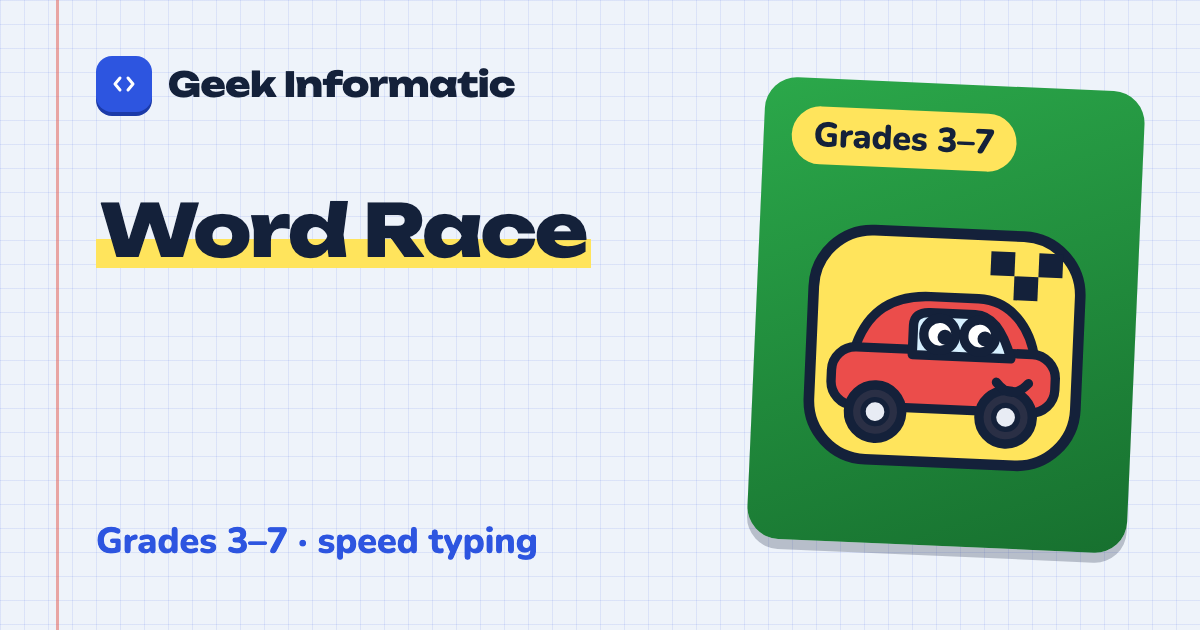 Geek Informatic
Word Race
Grades 3–7 · speed typing
Grades 3–7